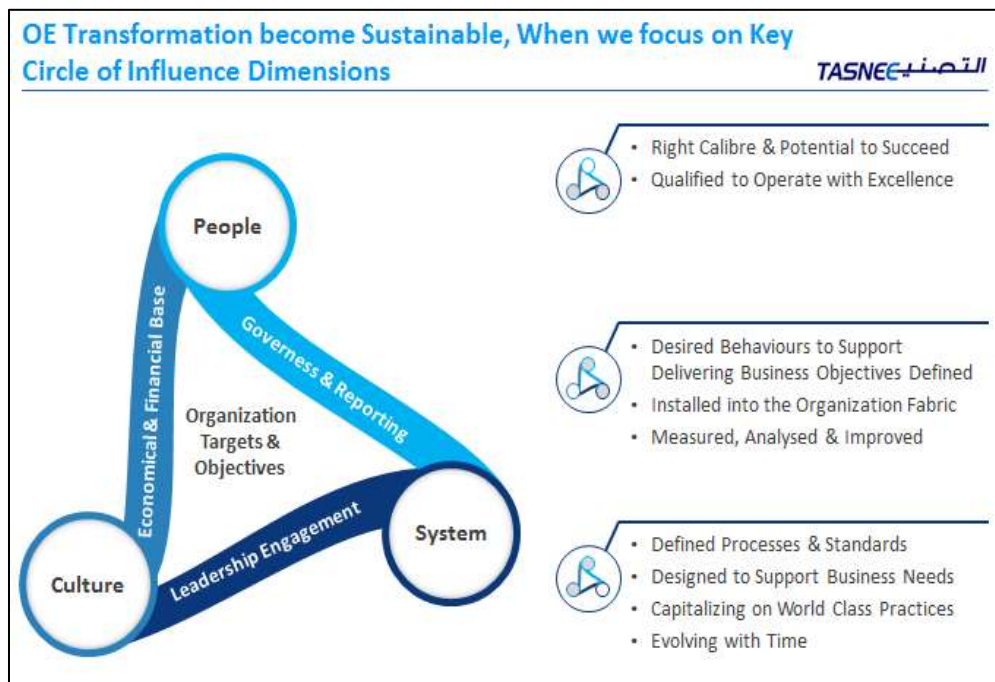 OE Transformation become Sustainable, When we focus on Key
Circle of Influence Dimensions
TASNEE التصنيع
People
Economical & Financial Base
Governess & Reporting
Organization
Targets &
Objectives
Culture
Leadership Engagement
System
• Right Calibre & Potential to Succeed
• Qualified to Operate with Excellence
• Desired Behaviours to Support
Delivering Business Objectives Defined
• Installed into the Organization Fabric
• Measured, Analysed & Improved
• Defined Processes & Standards
• Designed to Support Business Needs
• Capitalizing on World Class Practices
• Evolving with Time